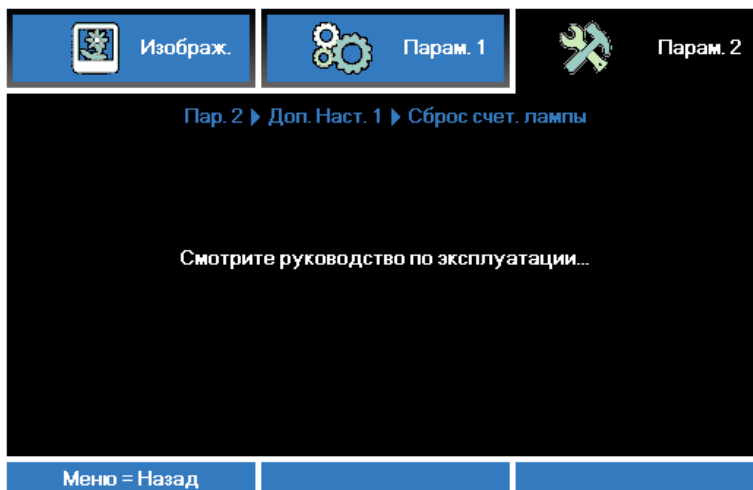 Изображ.
Парам. 1
Парам. 2
Пар. 2 ▶ Доп. Наст. 1 ▶ Сброс счет. лампы
Смотрите руководство по эксплуатации...
Меню = Назад